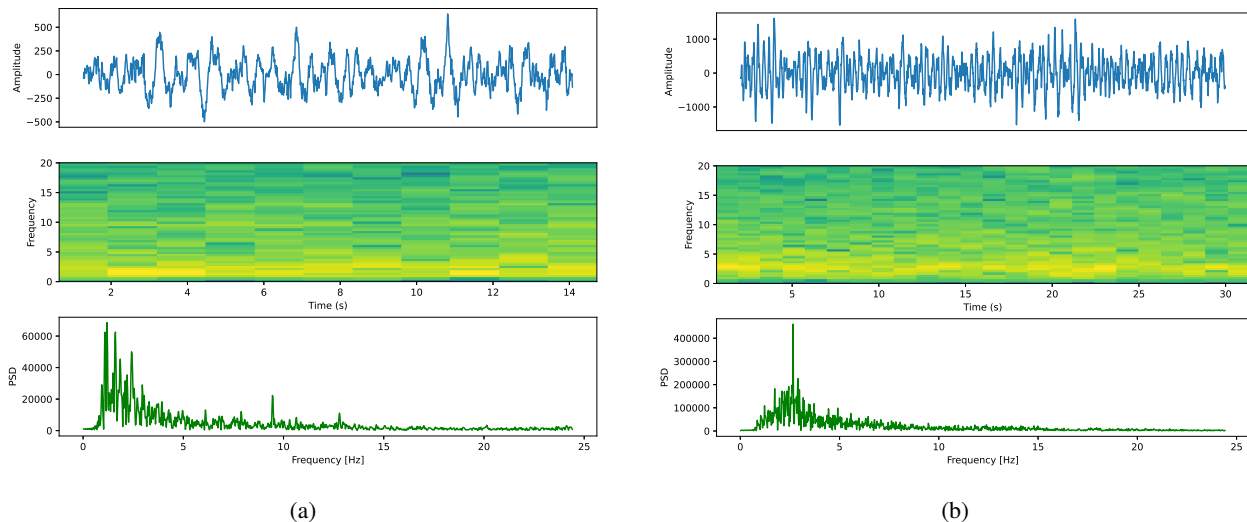 500
250
0
−250
−500
Amplitude
20
15
10
5
0
Frequency
2 4 6 8 10 12 14
Time (s)
60000
40000
20000
0
PSD
0 5 10 15 20 25
Frequency [Hz]
(a)
1000
0
−1000
Amplitude
20
15
10
5
0
Frequency
5 10 15 20 25 30
Time (s)
400000
300000
200000
100000
0
PSD
0 5 10 15 20 25
Frequency [Hz]
(b)